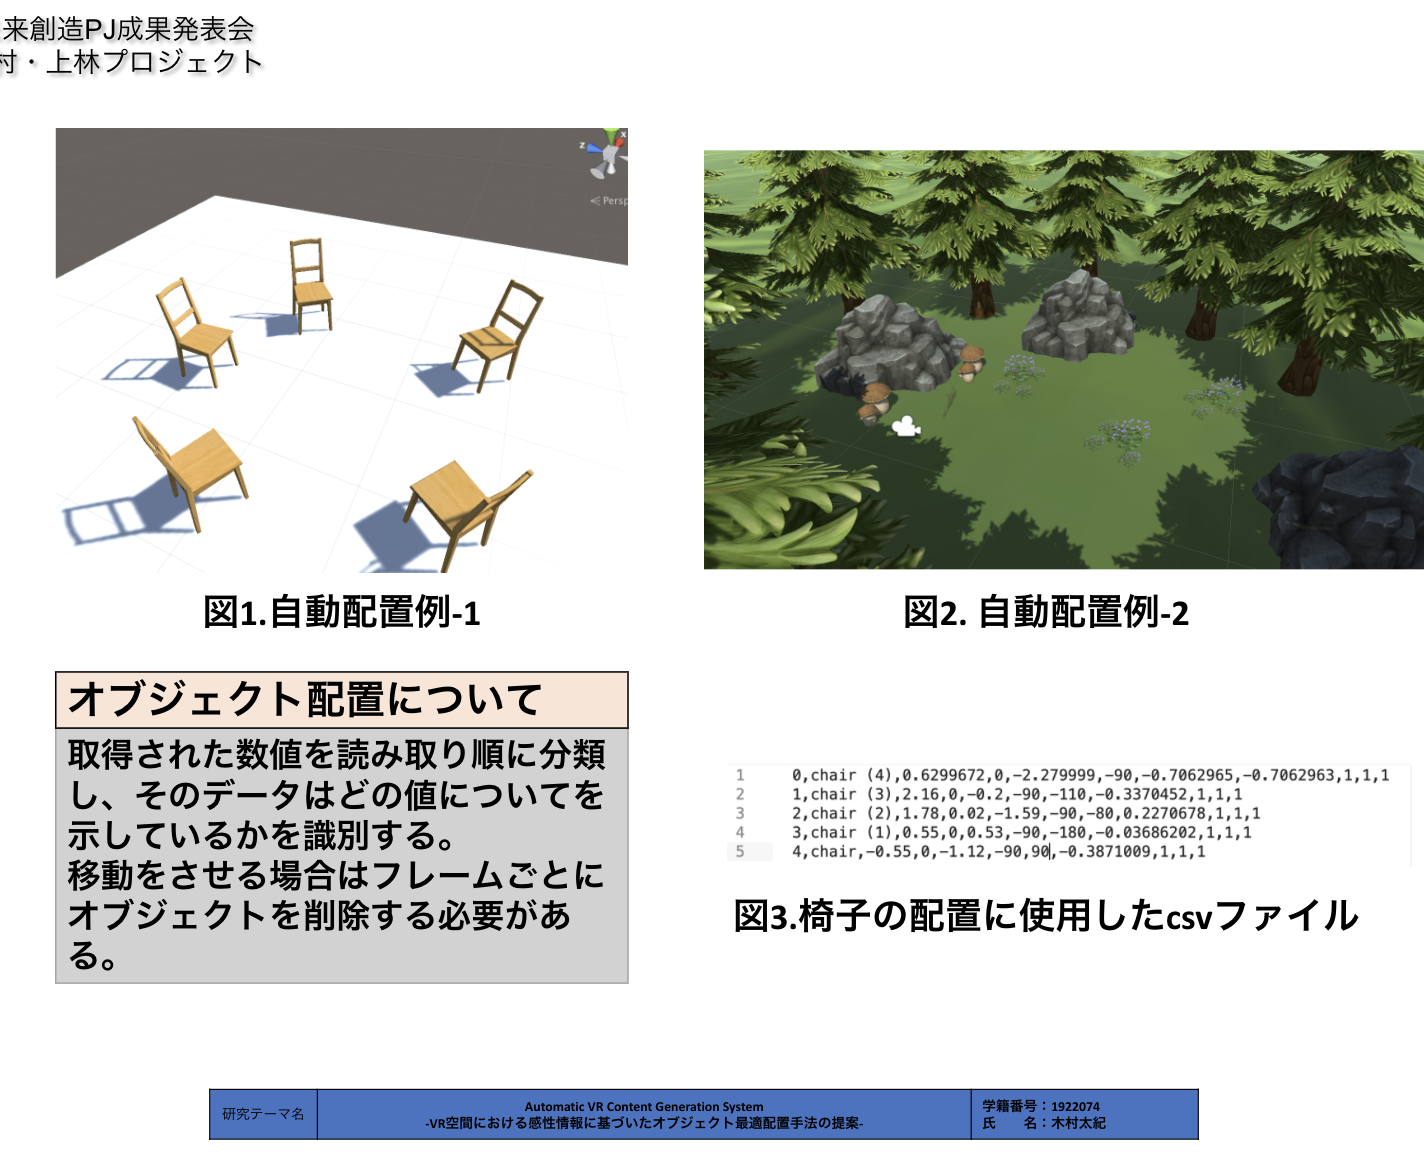 来創造PJ成果発表会
村・上林プロジェクト
z
x
Persp
図1.自動配置例-1
図2. 自動配置例-2
オブジェクト配置について
取得された数値を読み取り順に分類
し、そのデータはどの値についてを
示しているかを識別する。
移動をさせる場合はフレームごとに
オブジェクトを削除する必要があ
る。
1 0,chair (4),0.6299672,0,-2.279999,-90,-0.7062965,-0.7062963,1,1,1
2 1,chair (3),2.16,0,-0.2,-90,-110,-0.3370452,1,1,1
3 2,chair (2),1.78,0.02,-1.59,-90,-80,0.2270678,1,1,1
4 3,chair (1),0.55,0,0.53,-90,-180,-0.03686202,1,1,1
5 4,chair,-0.55,0,-1.12,-90,90,-0.3871009,1,1,1
図3.椅子の配置に使用したcsvファイル
研究テーマ名
Automatic VR Content Generation System
-VR空間における感性情報に基づいたオブジェクト最適配置手法の提案-
学籍番号：1922074
氏　　名：木村太紀